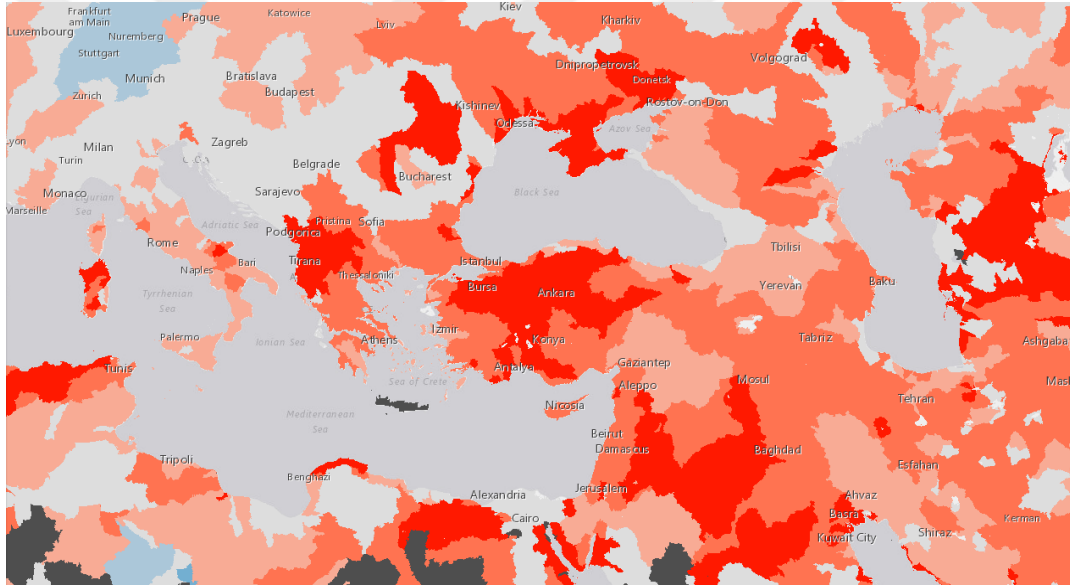 Frankfurt
am Main
Prague
Katowice
Lviv
Kiev
Kharkiv
Luxembourg
Nuremberg
Stuttgart
Munich
Zurich
Bratislava
Budapest
Dnipropetrovsk
Donetsk
Volgograd
Rostov-on-Don
Kishinev
Odessa
Azov Sea
Lyon
Milan
Turin
Zagreb
Belgrade
Bucharest
Monaco
Marseille
Ligurian
Sea
Sarajevo
Black Sea
Adriatic Sea
Podgorica
Pristina
Sofia
Rome
Bari
Naples
Tirana
Thessaloniki
Istanbul
Bursa
Ankara
Tbilisi
Yerevan
Baku
Tyrrhenian
Sea
Palermo
Ionian Sea
Athens
Izmir
Konya
Antalya
Gaziantep
Tabriz
Ashgaba
Tunis
Sea of Crete
Aleppo
Mosul
Tehran
Mash
Mediterranean
Sea
Nicosia
Beirut
Damascus
Baghdad
Esfahan
Tripoli
Benghazi
Alexandria
Jerusalem
Cairo
Ahvaz
Basra
Kuwait City
Shiraz
Kerman